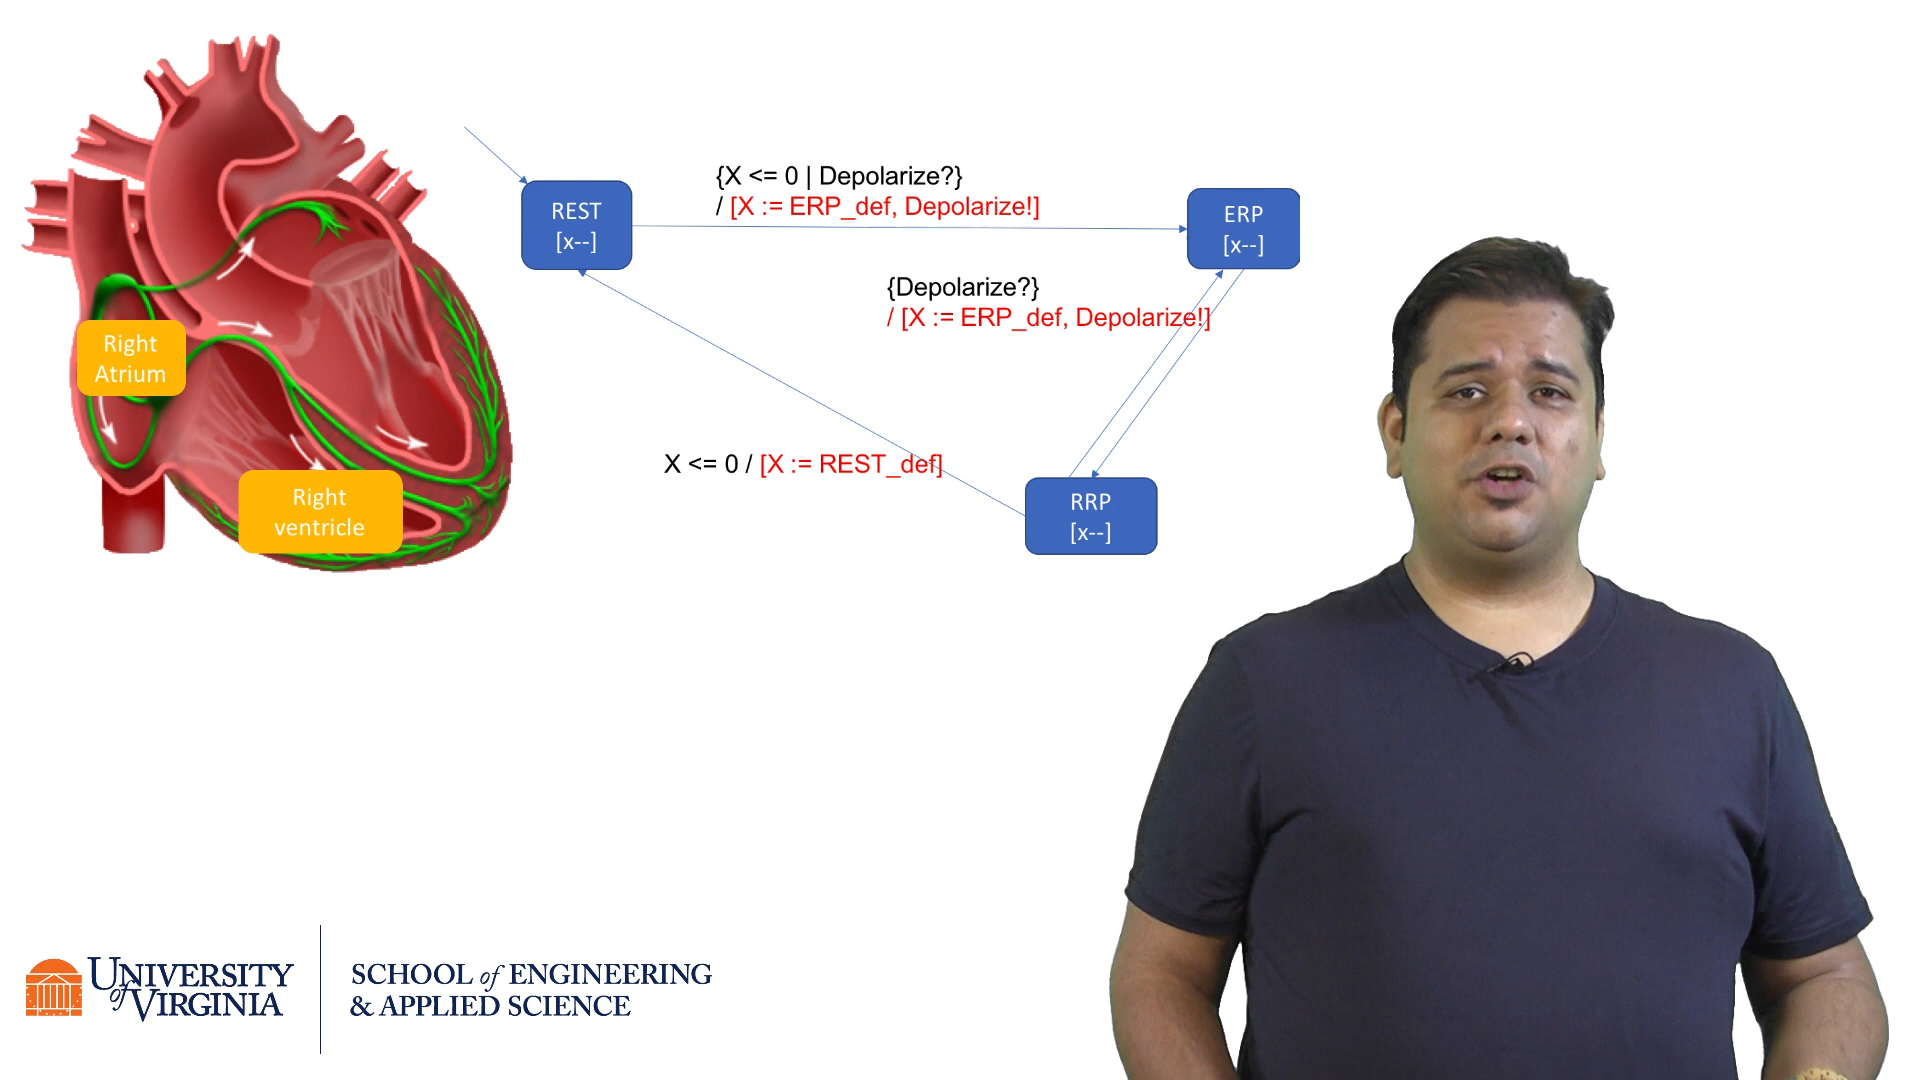 {X <= 0 | Depolarize?}
/ [X := ERP_def, Depolarize!]
REST
[x--]
ERP
[x--]
{Depolarize?}
/ [X := ERP_def, Depolarize!]
Right
Atrium
X <= 0 / [X := REST_def]
Right
ventricle
RRP
[x--]
UNIVERSITY
of VIRGINIA
SCHOOL of ENGINEERING
& APPLIED SCIENCE